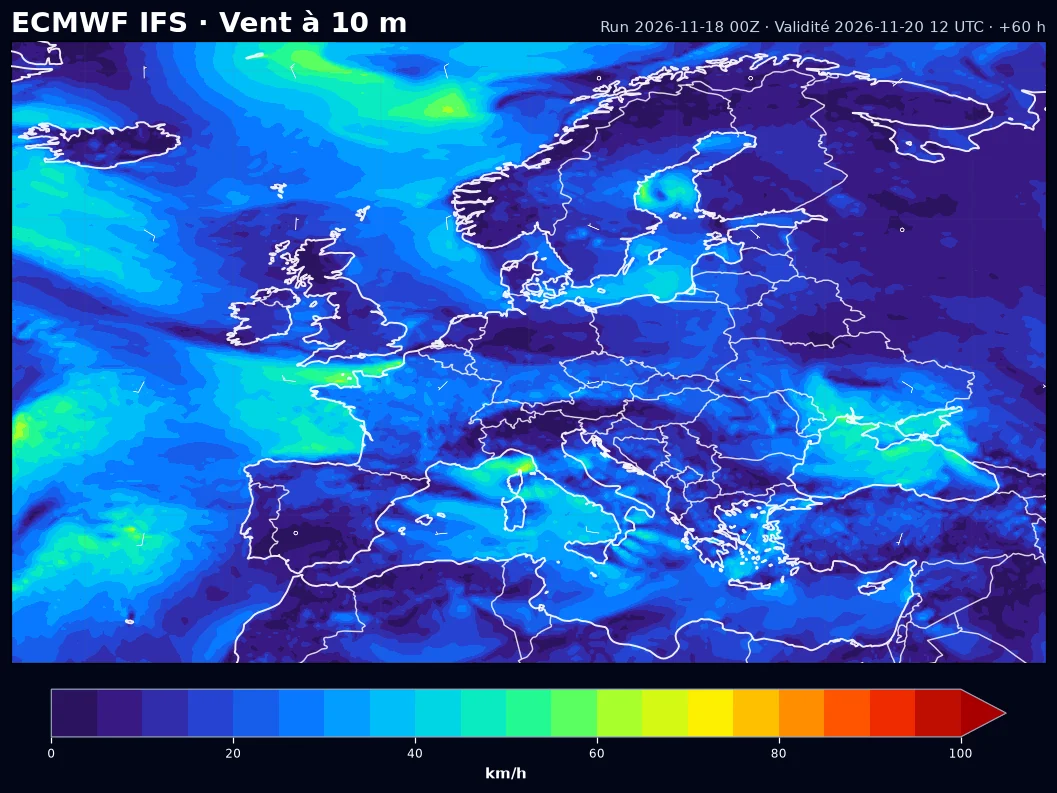 ECMWF IFS · Vent à 10 m
Run 2026-11-18 00Z · Validité 2026-11-20 12 UTC · +60 h
0 20 40 60 80 100
km/h